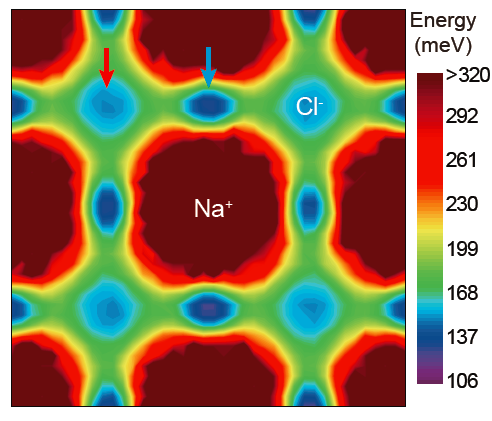 Energy
(meV)
>320
292
Cl⁻
261
230
Na⁺
199
168
137
106